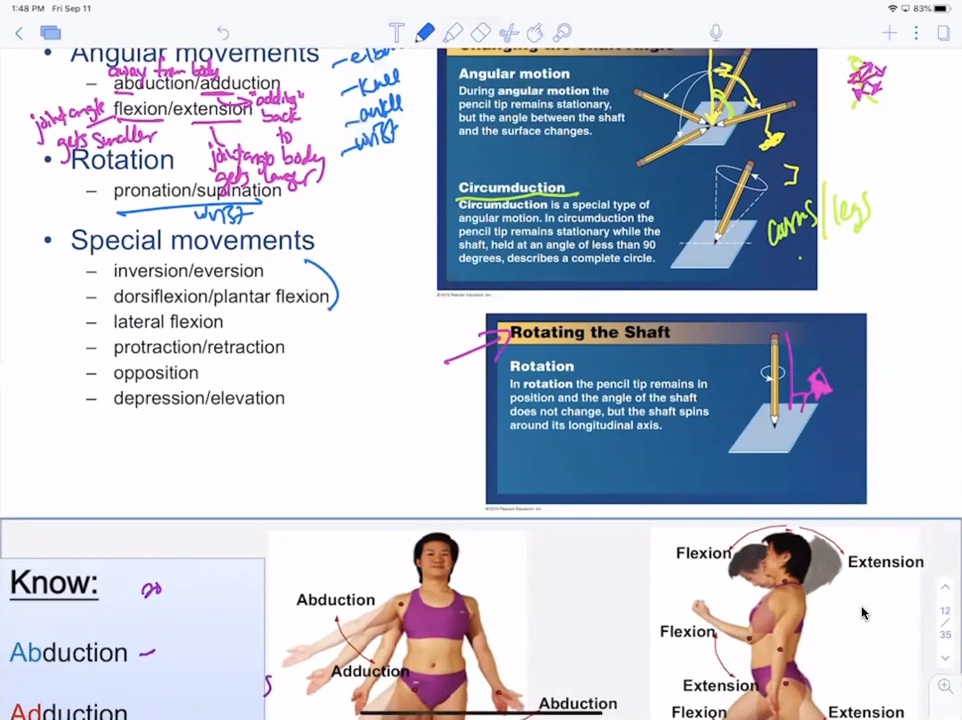 1:48 PM Fri Sep 11
83%
T
• Angular movements
away from body
– abduction/adduction
– flexion/extension
"adding"
back
to
body
joint angle
gets smaller
joint angle
gets larger
– elbow
– knee
– ankle
– wrist
• Rotation
– pronation/supination
wrist
• Special movements
– inversion/eversion
– dorsiflexion/plantar flexion
– lateral flexion
– protraction/retraction
– opposition
– depression/elevation
Changing the Shaft Angle
Angular motion
During angular motion the
pencil tip remains stationary,
but the angle between the shaft
and the surface changes.
Circumduction
Circumduction is a special type of
angular motion. In circumduction the
pencil tip remains stationary while the
shaft, held at an angle of less than 90
degrees, describes a complete circle.
arms/legs
Rotating the Shaft
Rotation
In rotation the pencil tip remains in
position and the angle of the shaft
does not change, but the shaft spins
around its longitudinal axis.
Know:
Abduction
Adduction
Abduction
Adduction
Abduction
Flexion
Extension
Flexion
Extension
Flexion
Extension
12
/
35